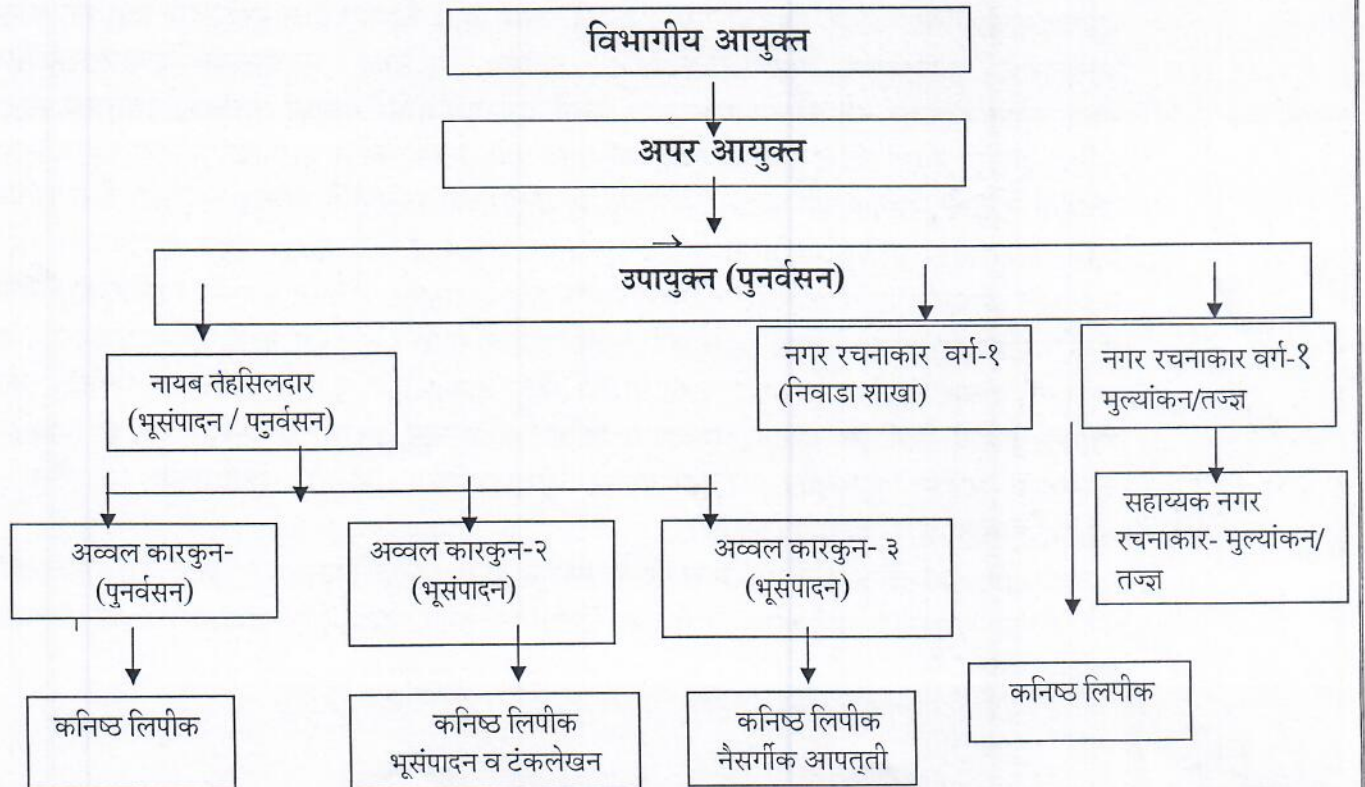 विभागीय आयुक्त
अपर आयुक्त
उपायुक्त (पुनर्वसन)
नायब तहसिलदार
(भूसंपादन / पनुर्वसन)
नगर रचनाकार वर्ग-१
(निवाडा शाखा)
नगर रचनाकार वर्ग-१
मुल्यांकन/तज्ज्ञ
सहाय्यक नगर
रचनाकार- मुल्यांकन/
तज्ज्ञ
अव्वल कारकुन-
(पुनर्वसन)
अव्वल कारकुन-२
(भूसंपादन)
अव्वल कारकुन- ३
(भूसंपादन)
कनिष्ठ लिपीक
कनिष्ठ लिपीक
भूसंपादन व टंकलेखन
कनिष्ठ लिपीक
नैसर्गीक आपत्‌ती
कनिष्ठ लिपीक